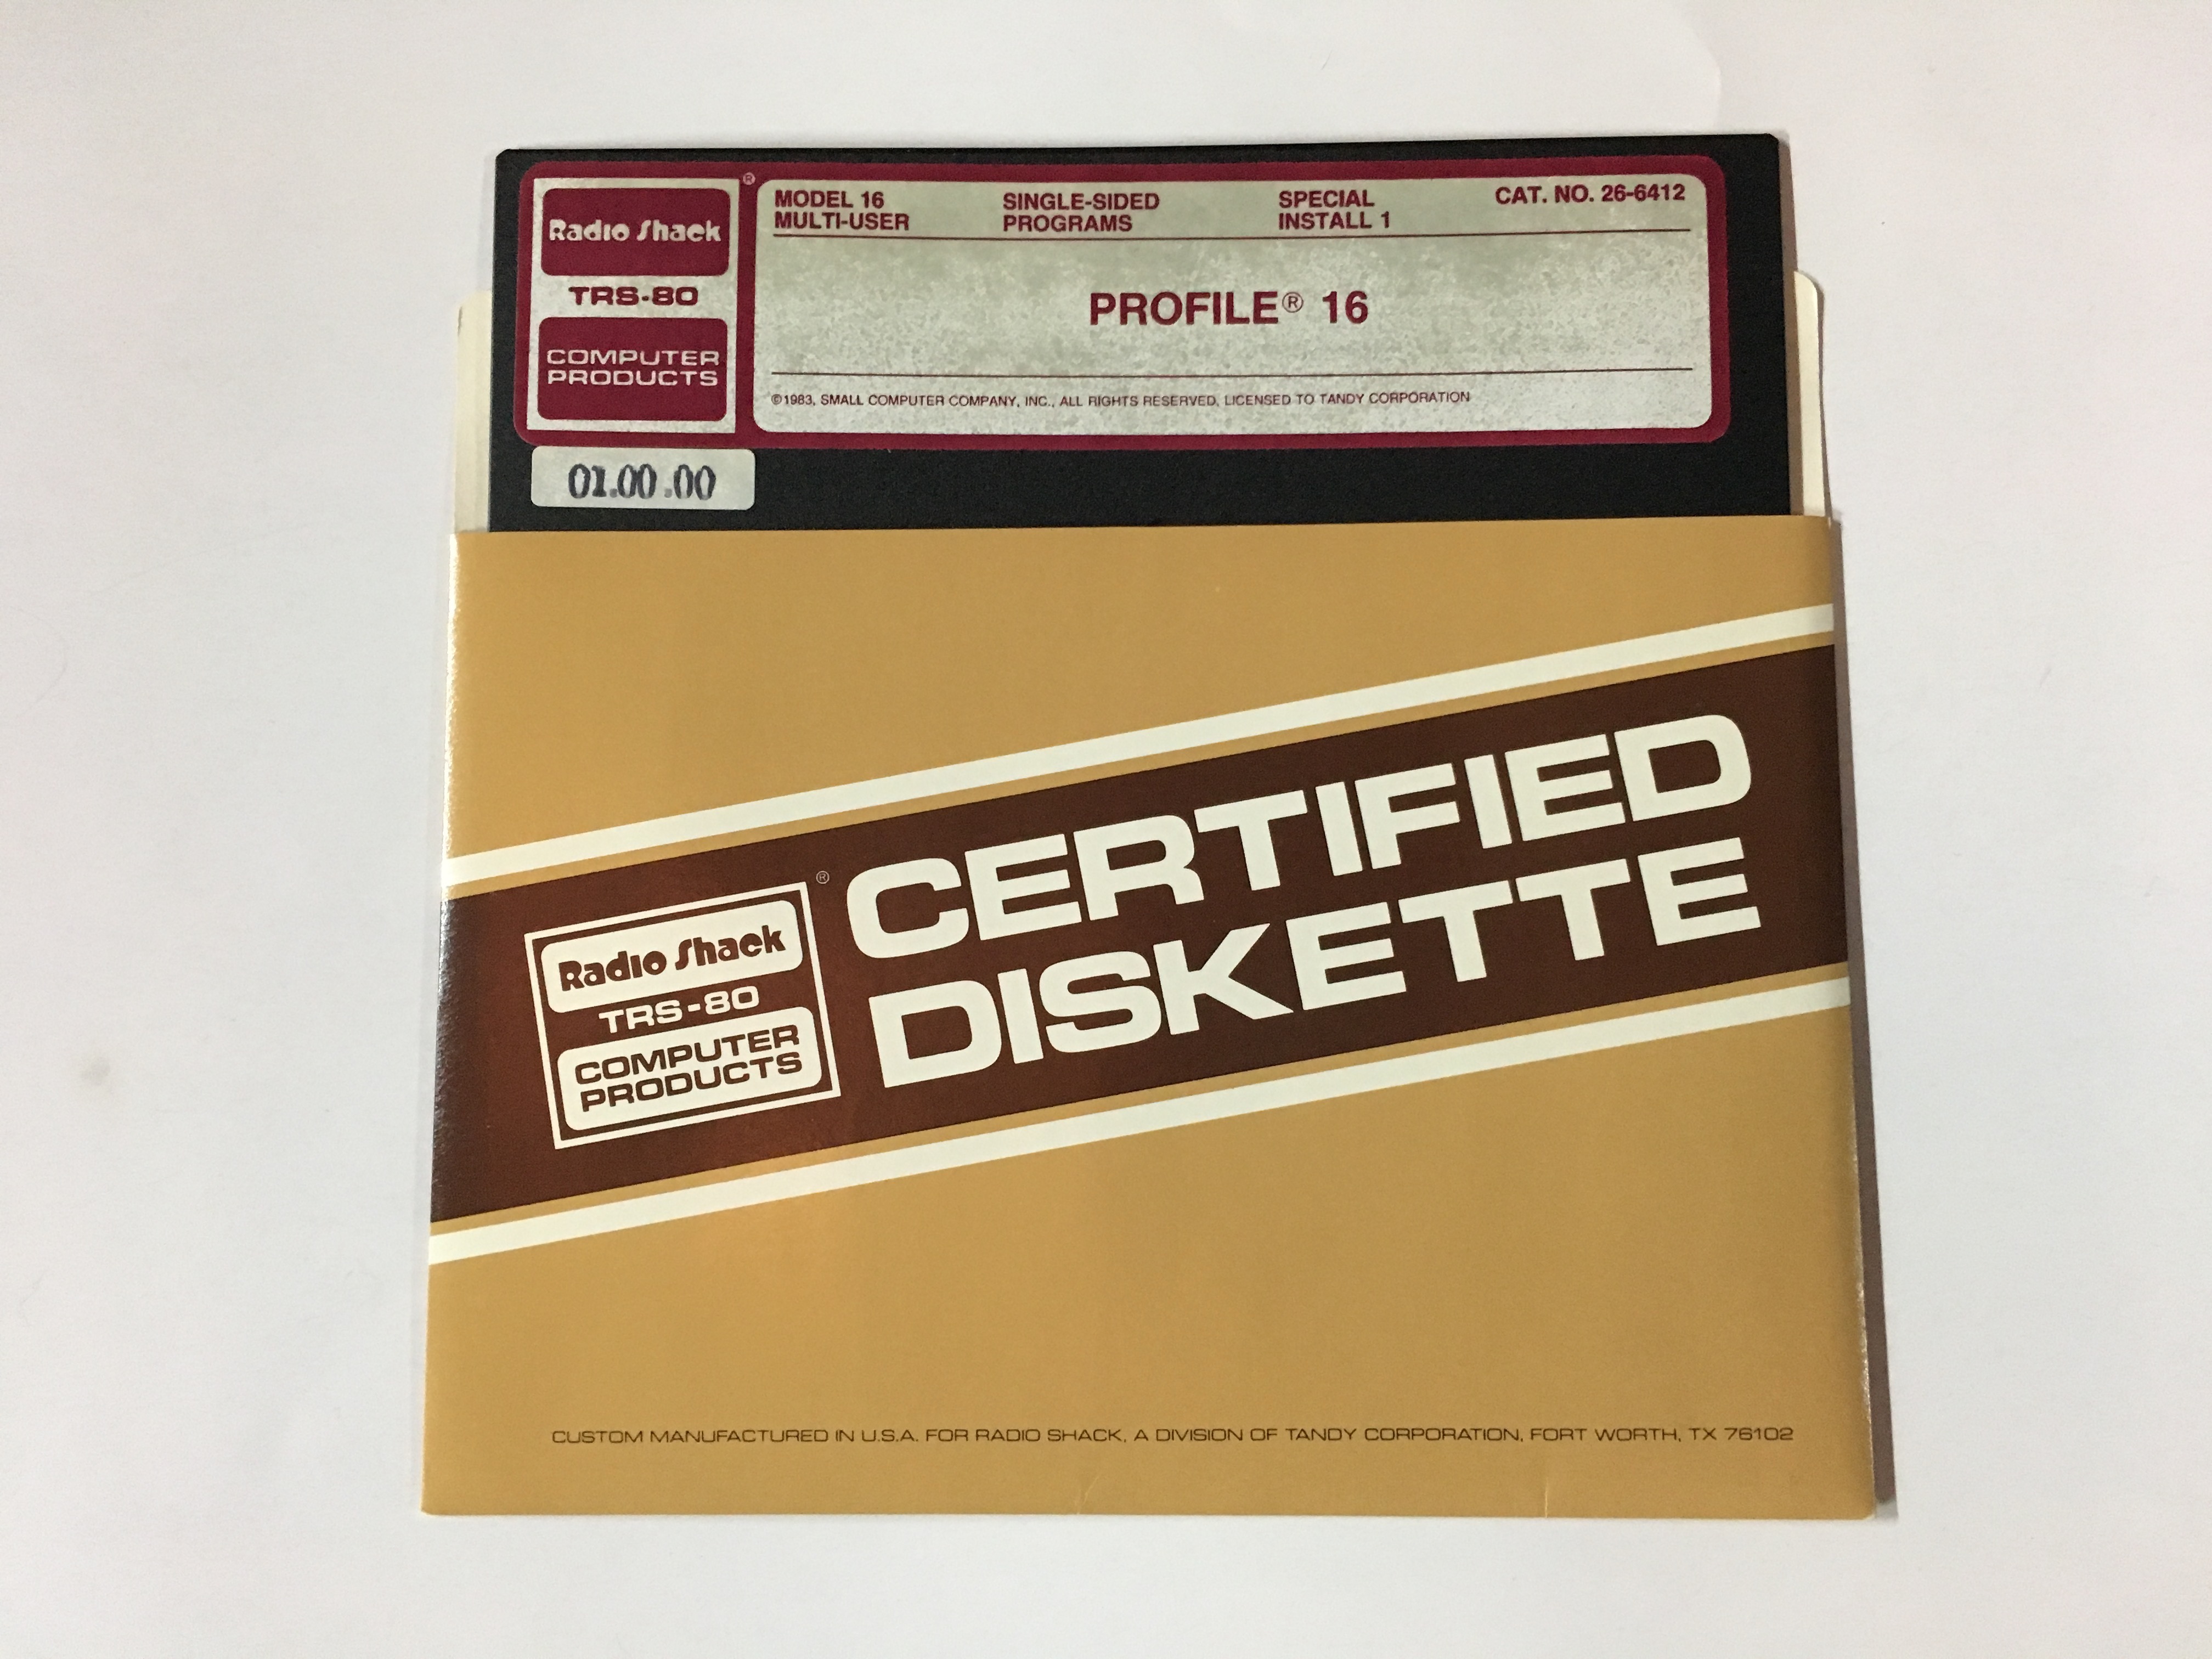 Radio Shack®
TRS-80
COMPUTER
PRODUCTS
MODEL 16
MULTI-USER
SINGLE-SIDED
PROGRAMS
SPECIAL
INSTALL 1
CAT. NO. 26-6412
PROFILE® 16
©1983, SMALL COMPUTER COMPANY, INC., ALL RIGHTS RESERVED, LICENSED TO TANDY CORPORATION
01.00.00
Radio Shack®
TRS-80
COMPUTER
PRODUCTS
CERTIFIED
DISKETTE
CUSTOM MANUFACTURED IN U.S.A. FOR RADIO SHACK, A DIVISION OF TANDY CORPORATION, FORT WORTH, TX 76102